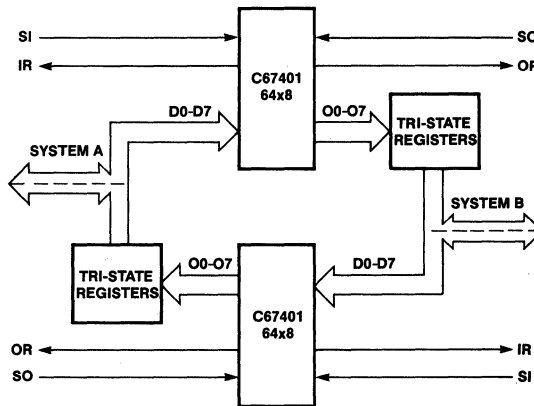 SI
SO
IR
OR
C67401
64x8
D0-D7
O0-O7
TRI-STATE
REGISTERS
SYSTEM A
SYSTEM B
TRI-STATE
REGISTERS
O0-O7
D0-D7
C67401
64x8
OR
IR
SO
SI